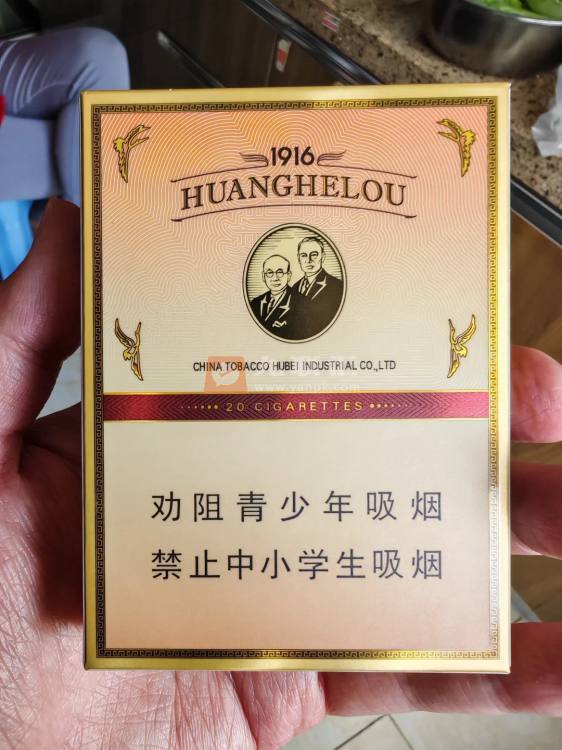 1916
HUANGHELOU
CHINA TOBACCO HUBEI INDUSTRIAL CO.,LTD
www.yanpk.com
20 CIGARETTES
劝阻青少年吸烟
禁止中小学生吸烟